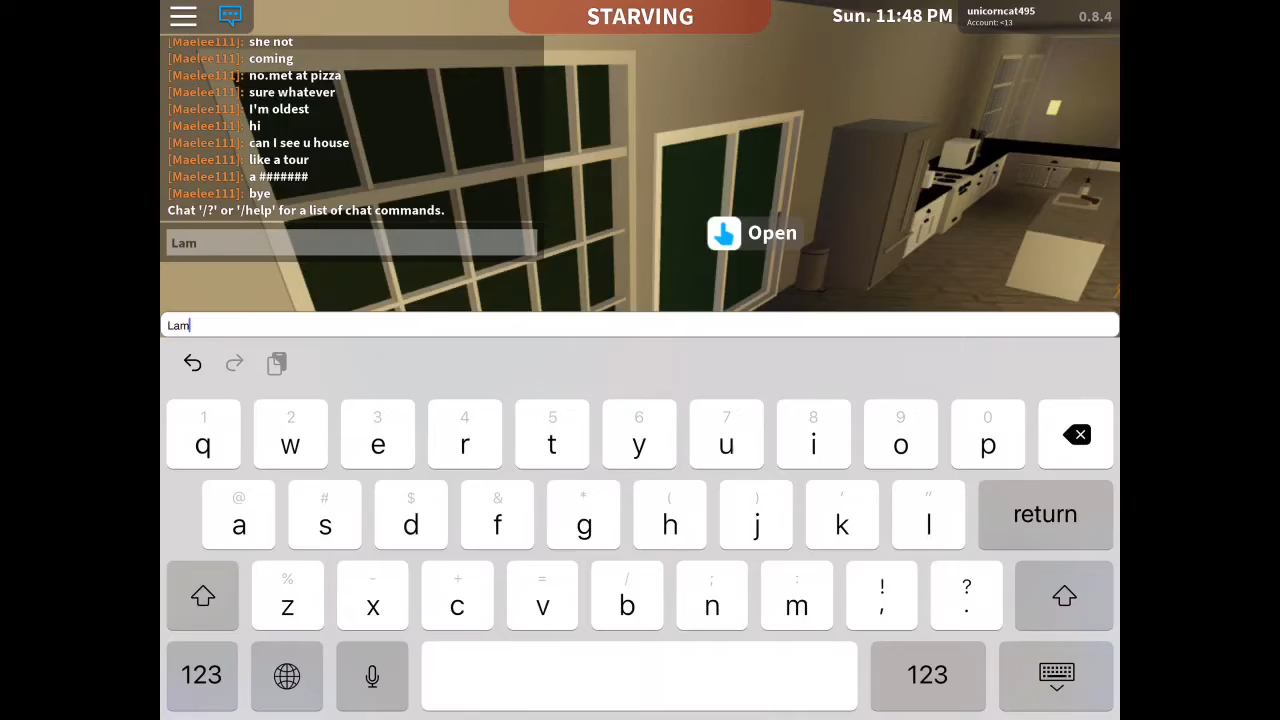 STARVING
Sun. 11:48 PM
unicorncat495
Account: <13
0.8.4
[Maelee111]: she not
[Maelee111]: coming
[Maelee111]: no.met at pizza
[Maelee111]: sure whatever
[Maelee111]: I'm oldest
[Maelee111]: hi
[Maelee111]: can I see u house
[Maelee111]: like a tour
[Maelee111]: a #######
[Maelee111]: bye
Chat '/?' or '/help' for a list of chat commands.
Lam
Open
Lam
1 2 3 4 5 6 7 8 9 0
q w e r t y u i o p
@ # $ & * ( ) ' "
a s d f g h j k l return
% - + = / ; : ! ?
z x c v b n m , .
123 123